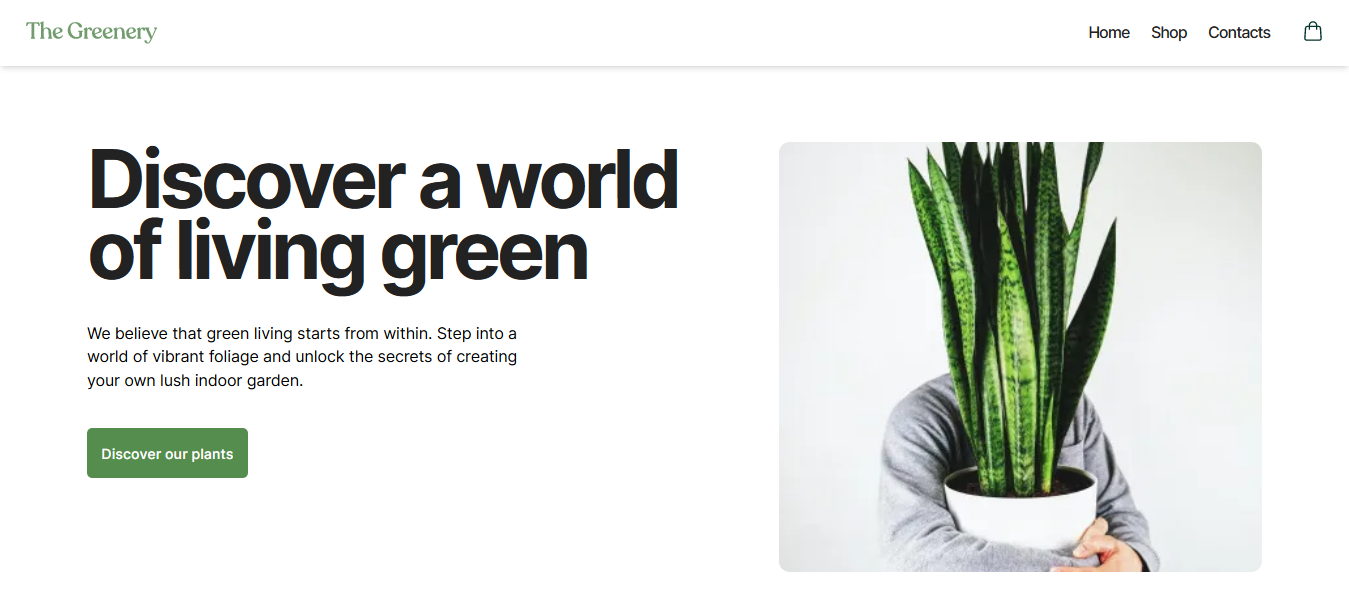 The Greenery
Home
Shop
Contacts
Discover a world
of living green
We believe that green living starts from within. Step into a
world of vibrant foliage and unlock the secrets of creating
your own lush indoor garden.
Discover our plants